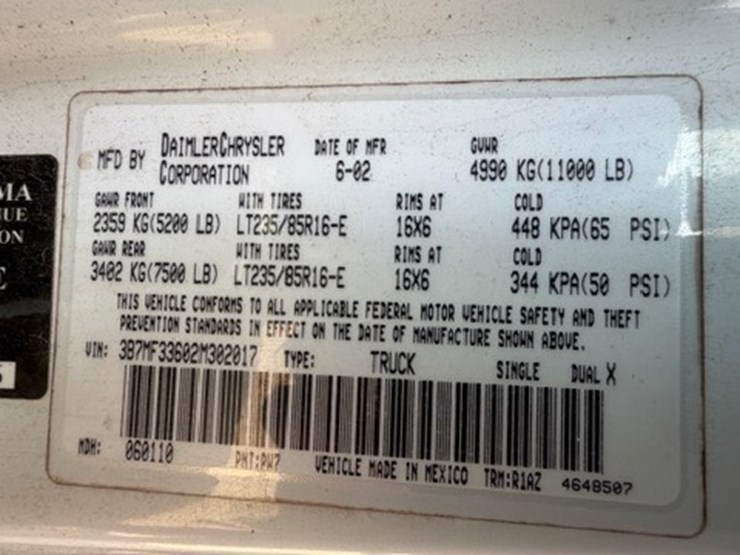 MA
UE
ON
E
MFD BY DAIMLERCHRYSLER CORPORATION DATE OF MFR 6-02 GVWR 4990 KG(11000 LB)
GAWR FRONT WITH TIRES RIMS AT COLD
2359 KG(5200 LB) LT235/85R16-E 16X6 448 KPA(65 PSI)
GAWR REAR WITH TIRES RIMS AT COLD
3402 KG(7500 LB) LT235/85R16-E 16X6 344 KPA(50 PSI)
THIS VEHICLE CONFORMS TO ALL APPLICABLE FEDERAL MOTOR VEHICLE SAFETY AND THEFT
PREVENTION STANDARDS IN EFFECT ON THE DATE OF MANUFACTURE SHOWN ABOVE.
VIN: 3B7MF33602M302017 TYPE: TRUCK SINGLE DUAL X
MDH: 060110 PNT:PW7 VEHICLE MADE IN MEXICO TRM:R1AZ 4648507